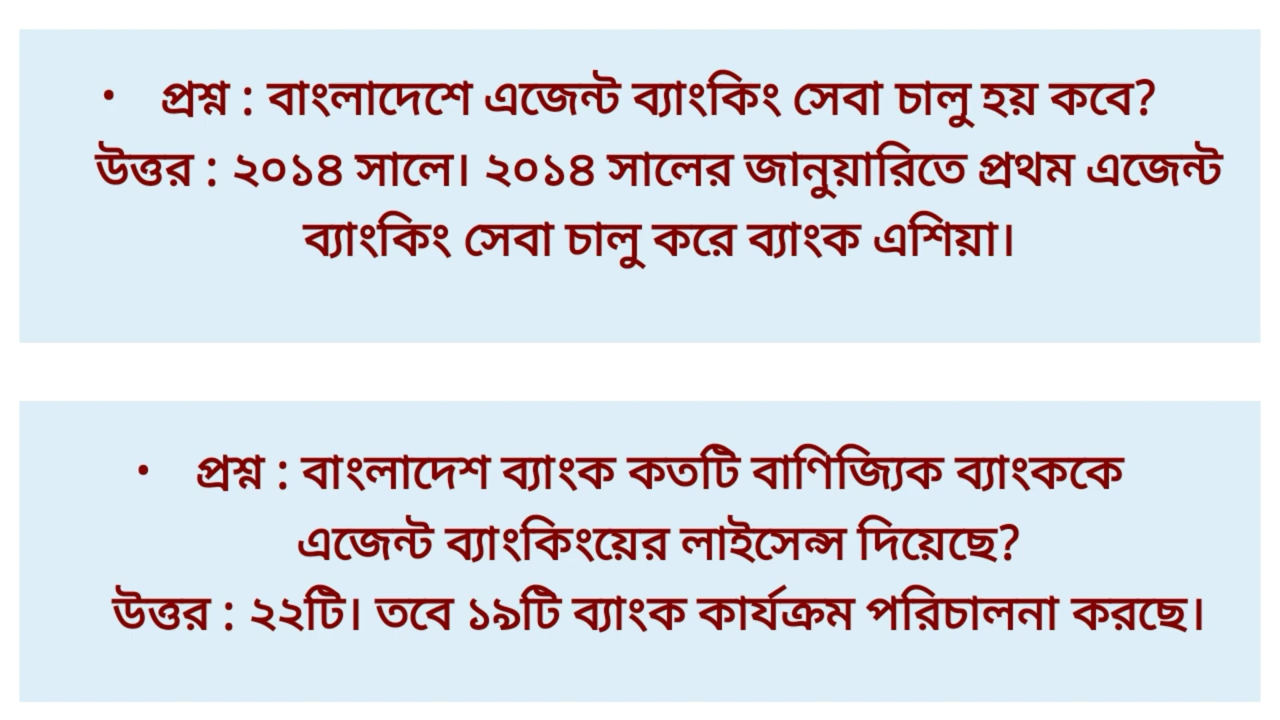 • প্রশ্ন : বাংলাদেশে এজেন্ট ব্যাংকিং সেবা চালু হয় কবে?
উত্তর : ২০১৪ সালে। ২০১৪ সালের জানুয়ারিতে প্রথম এজেন্ট
ব্যাংকিং সেবা চালু করে ব্যাংক এশিয়া।
• প্রশ্ন : বাংলাদেশ ব্যাংক কতটি বাণিজ্যিক ব্যাংককে
এজেন্ট ব্যাংকিংয়ের লাইসেন্স দিয়েছে?
উত্তর : ২২টি। তবে ১৯টি ব্যাংক কার্যক্রম পরিচালনা করছে।